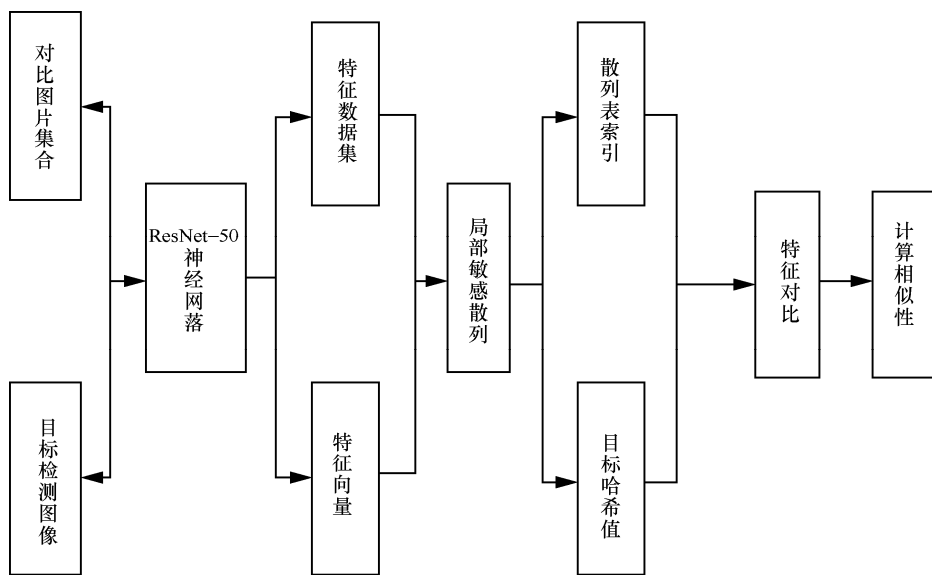 对比图片集合
目标检测图像
ResNet-50
神经网落
特征数据集
特征向量
局部敏感散列
散列表索引
目标哈希值
特征对比
计算相似性